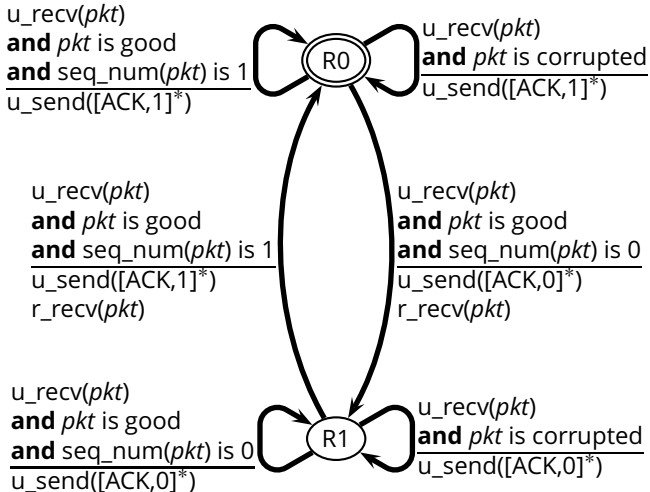 u_recv(pkt)
and pkt is good
and seq_num(pkt) is 1
u_send([ACK,1]*)
R0
u_recv(pkt)
and pkt is corrupted
u_send([ACK,1]*)
u_recv(pkt)
and pkt is good
and seq_num(pkt) is 1
u_send([ACK,1]*)
r_recv(pkt)
u_recv(pkt)
and pkt is good
and seq_num(pkt) is 0
u_send([ACK,0]*)
r_recv(pkt)
u_recv(pkt)
and pkt is good
and seq_num(pkt) is 0
u_send([ACK,0]*)
R1
u_recv(pkt)
and pkt is corrupted
u_send([ACK,0]*)